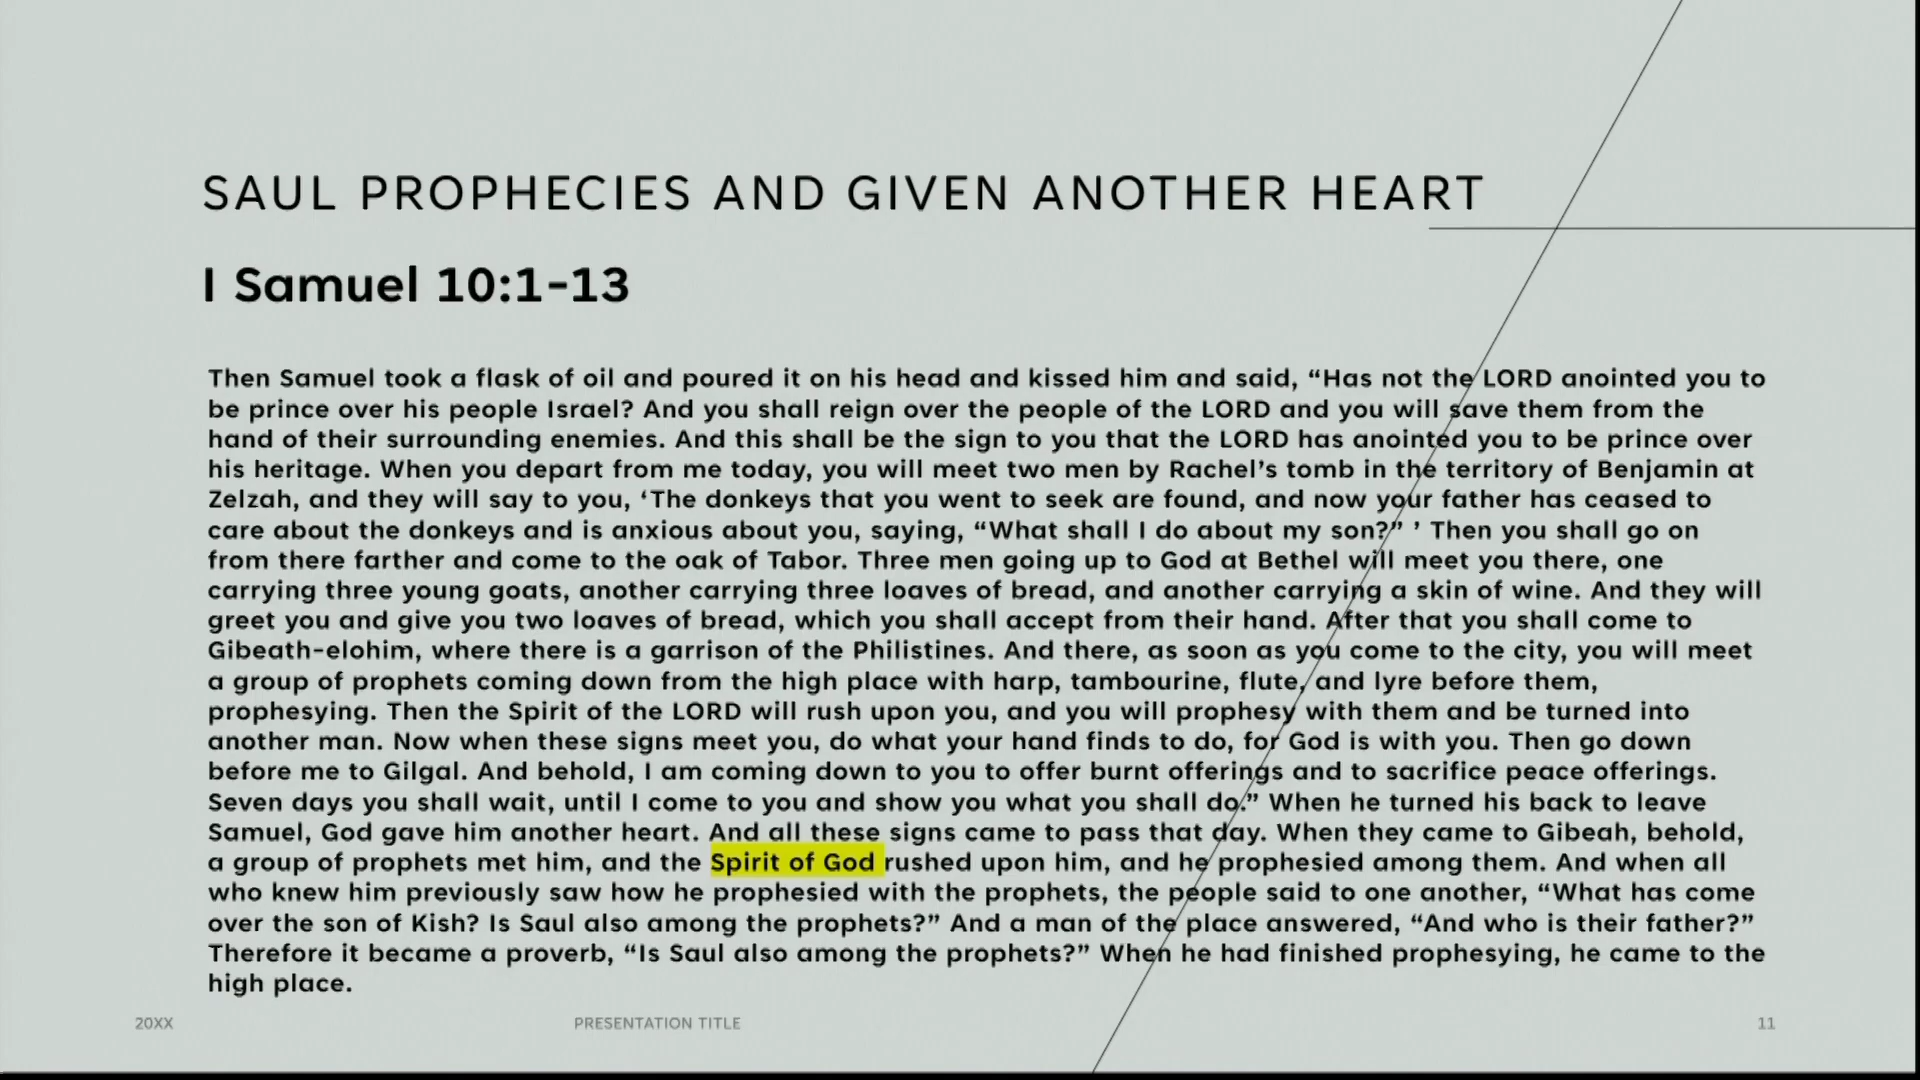 SAUL PROPHECIES AND GIVEN ANOTHER HEART
I Samuel 10:1-13
Then Samuel took a flask of oil and poured it on his head and kissed him and said, “Has not the LORD anointed you to
be prince over his people Israel? And you shall reign over the people of the LORD and you will save them from the
hand of their surrounding enemies. And this shall be the sign to you that the LORD has anointed you to be prince over
his heritage. When you depart from me today, you will meet two men by Rachel’s tomb in the territory of Benjamin at
Zelzah, and they will say to you, ‘The donkeys that you went to seek are found, and now your father has ceased to
care about the donkeys and is anxious about you, saying, “What shall I do about my son?” ’ Then you shall go on
from there farther and come to the oak of Tabor. Three men going up to God at Bethel will meet you there, one
carrying three young goats, another carrying three loaves of bread, and another carrying a skin of wine. And they will
greet you and give you two loaves of bread, which you shall accept from their hand. After that you shall come to
Gibeath-elohim, where there is a garrison of the Philistines. And there, as soon as you come to the city, you will meet
a group of prophets coming down from the high place with harp, tambourine, flute, and lyre before them,
prophesying. Then the Spirit of the LORD will rush upon you, and you will prophesy with them and be turned into
another man. Now when these signs meet you, do what your hand finds to do, for God is with you. Then go down
before me to Gilgal. And behold, I am coming down to you to offer burnt offerings and to sacrifice peace offerings.
Seven days you shall wait, until I come to you and show you what you shall do.” When he turned his back to leave
Samuel, God gave him another heart. And all these signs came to pass that day. When they came to Gibeah, behold,
a group of prophets met him, and the Spirit of God rushed upon him, and he prophesied among them. And when all
who knew him previously saw how he prophesied with the prophets, the people said to one another, “What has come
over the son of Kish? Is Saul also among the prophets?” And a man of the place answered, “And who is their father?”
Therefore it became a proverb, “Is Saul also among the prophets?” When he had finished prophesying, he came to the
high place.
20XX
PRESENTATION TITLE
11